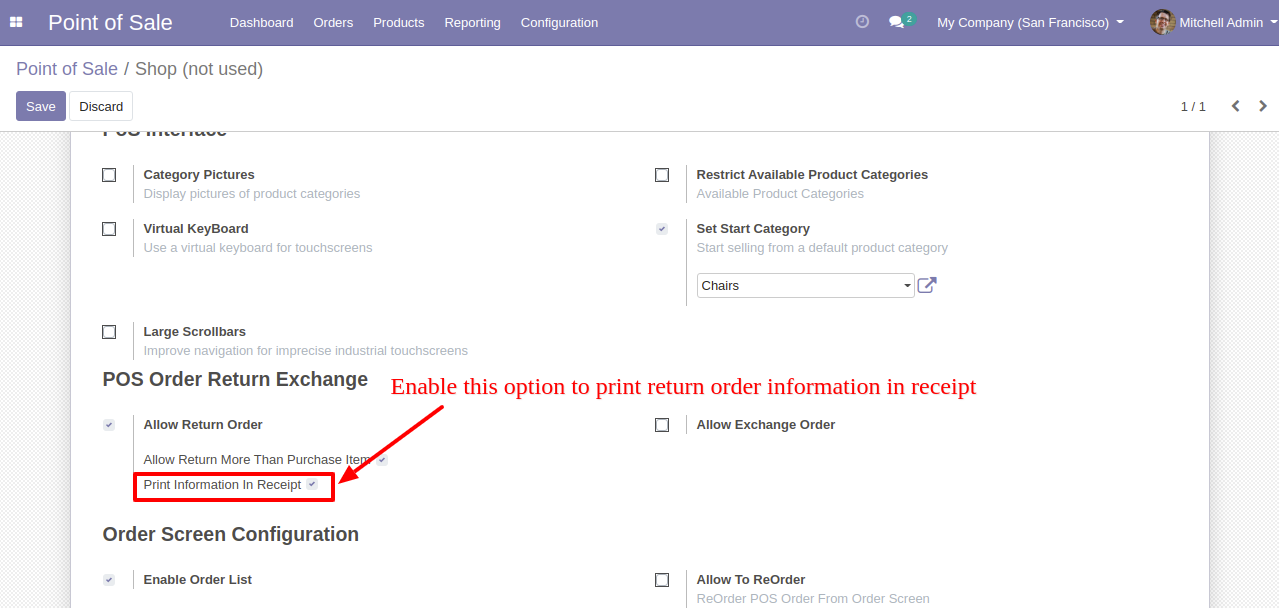 Point of Sale Dashboard Orders Products Reporting Configuration 2 My Company (San Francisco) Mitchell Admin
Point of Sale / Shop (not used)
Save Discard 1 / 1
POS Interface
Category Pictures
Display pictures of product categories
Restrict Available Product Categories
Available Product Categories
Virtual KeyBoard
Use a virtual keyboard for touchscreens
Set Start Category
Start selling from a default product category
Chairs
Large Scrollbars
Improve navigation for imprecise industrial touchscreens
POS Order Return Exchange
Enable this option to print return order information in receipt
Allow Return Order
Allow Exchange Order
Allow Return More Than Purchase Item
Print Information In Receipt
Order Screen Configuration
Enable Order List
Allow To ReOrder
ReOrder POS Order From Order Screen